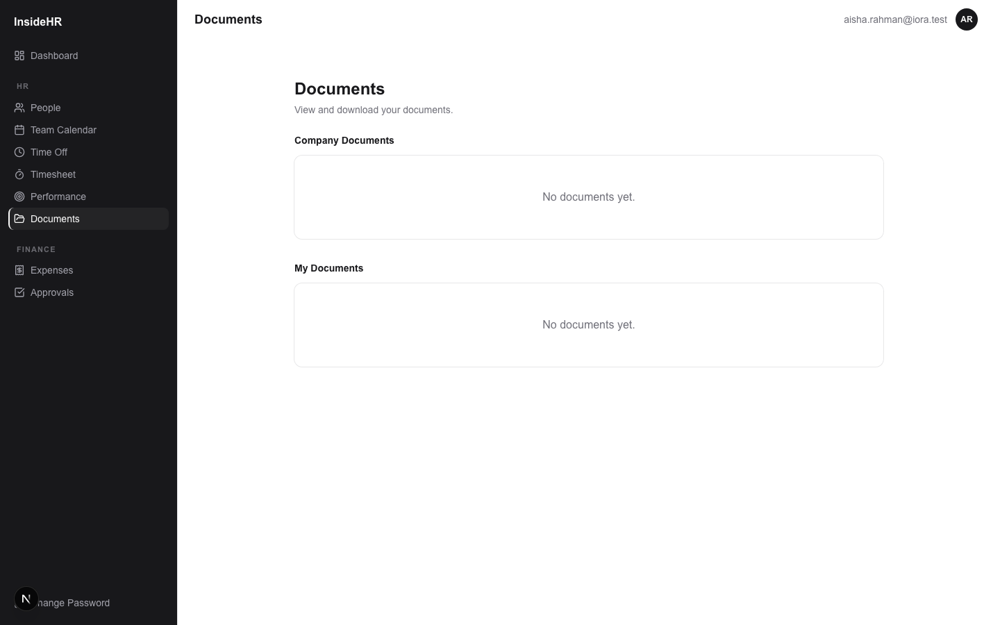 InsideHR
Documents
aisha.rahman@iora.test
AR
Dashboard
HR
People
Team Calendar
Time Off
Timesheet
Performance
Documents
FINANCE
Expenses
Approvals
N
hange Password
Documents
View and download your documents.
Company Documents
No documents yet.
My Documents
No documents yet.